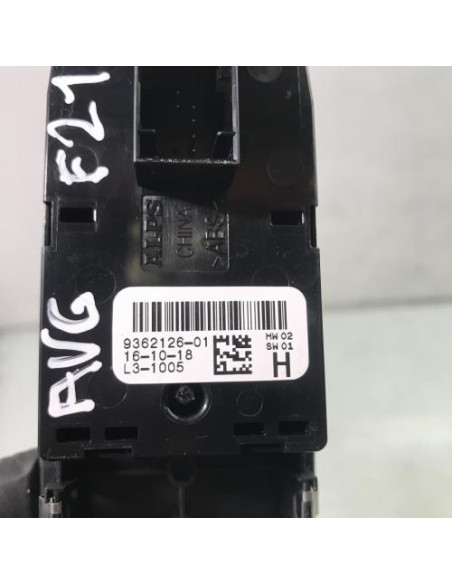 F21
AVG
ALPS
CHINA
>ABS
9362126-01
16-10-18
L3-1005
HW 02
SW 01
H